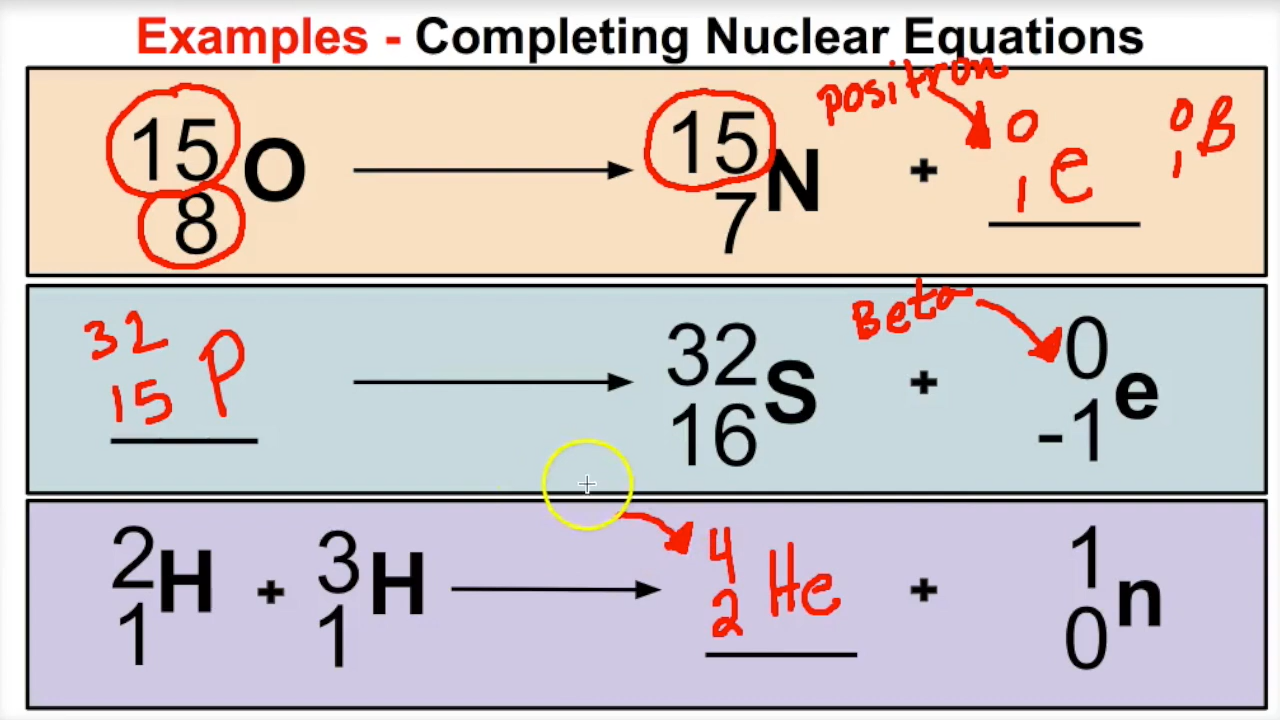 Examples - Completing Nuclear Equations
positron
15 15 0 0
O N + e β
8 7 1 1
Beta
32 32 0
P S + e
15 16 -1
2 3 4 1
H + H He + n
1 1 2 0